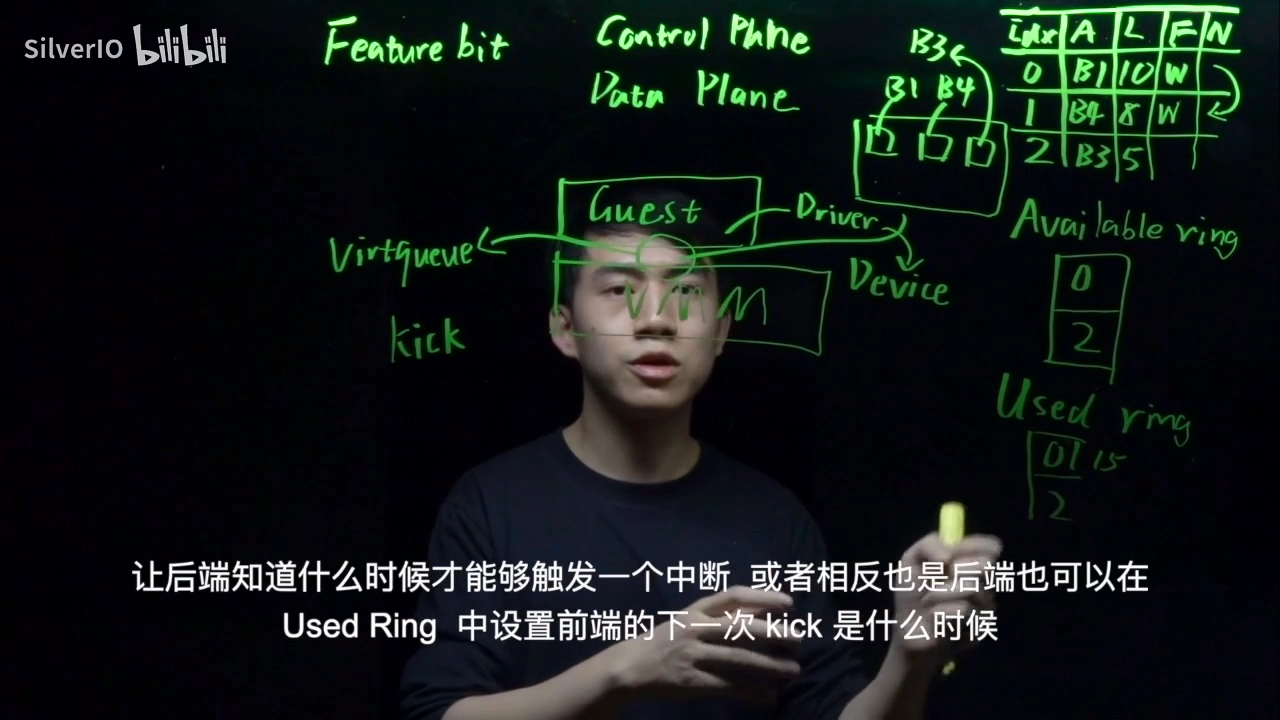 SilverIO bilibili
Feature bit
Control Plane
Data Plane
B3
B1 B4
Idx A L F N
0 B1 10 W
1 B4 8 W
2 B3 5
Guest
Driver
Virtqueue
VMM
Device
kick
Available ring
0
2
Used ring
0 15
2
让后端知道什么时候才能够触发一个中断 或者相反也是后端也可以在
Used Ring 中设置前端的下一次 kick 是什么时候